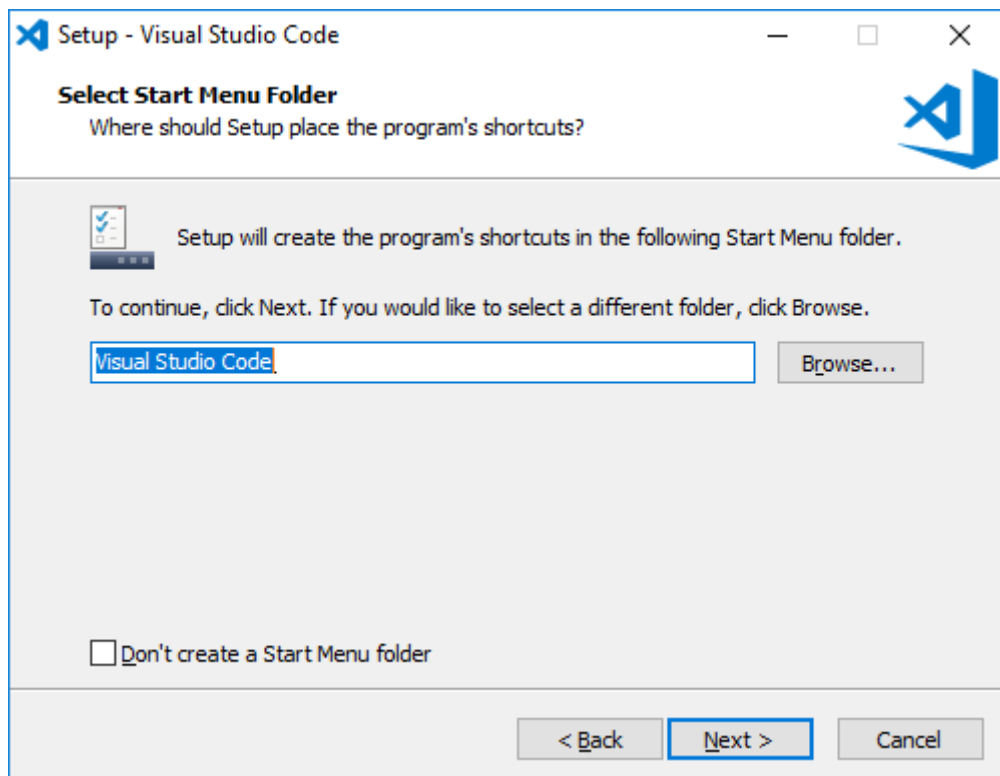 Setup - Visual Studio Code
Select Start Menu Folder
Where should Setup place the program's shortcuts?
Setup will create the program's shortcuts in the following Start Menu folder.
To continue, click Next. If you would like to select a different folder, click Browse.
Visual Studio Code
Browse...
Don't create a Start Menu folder
< Back
Next >
Cancel